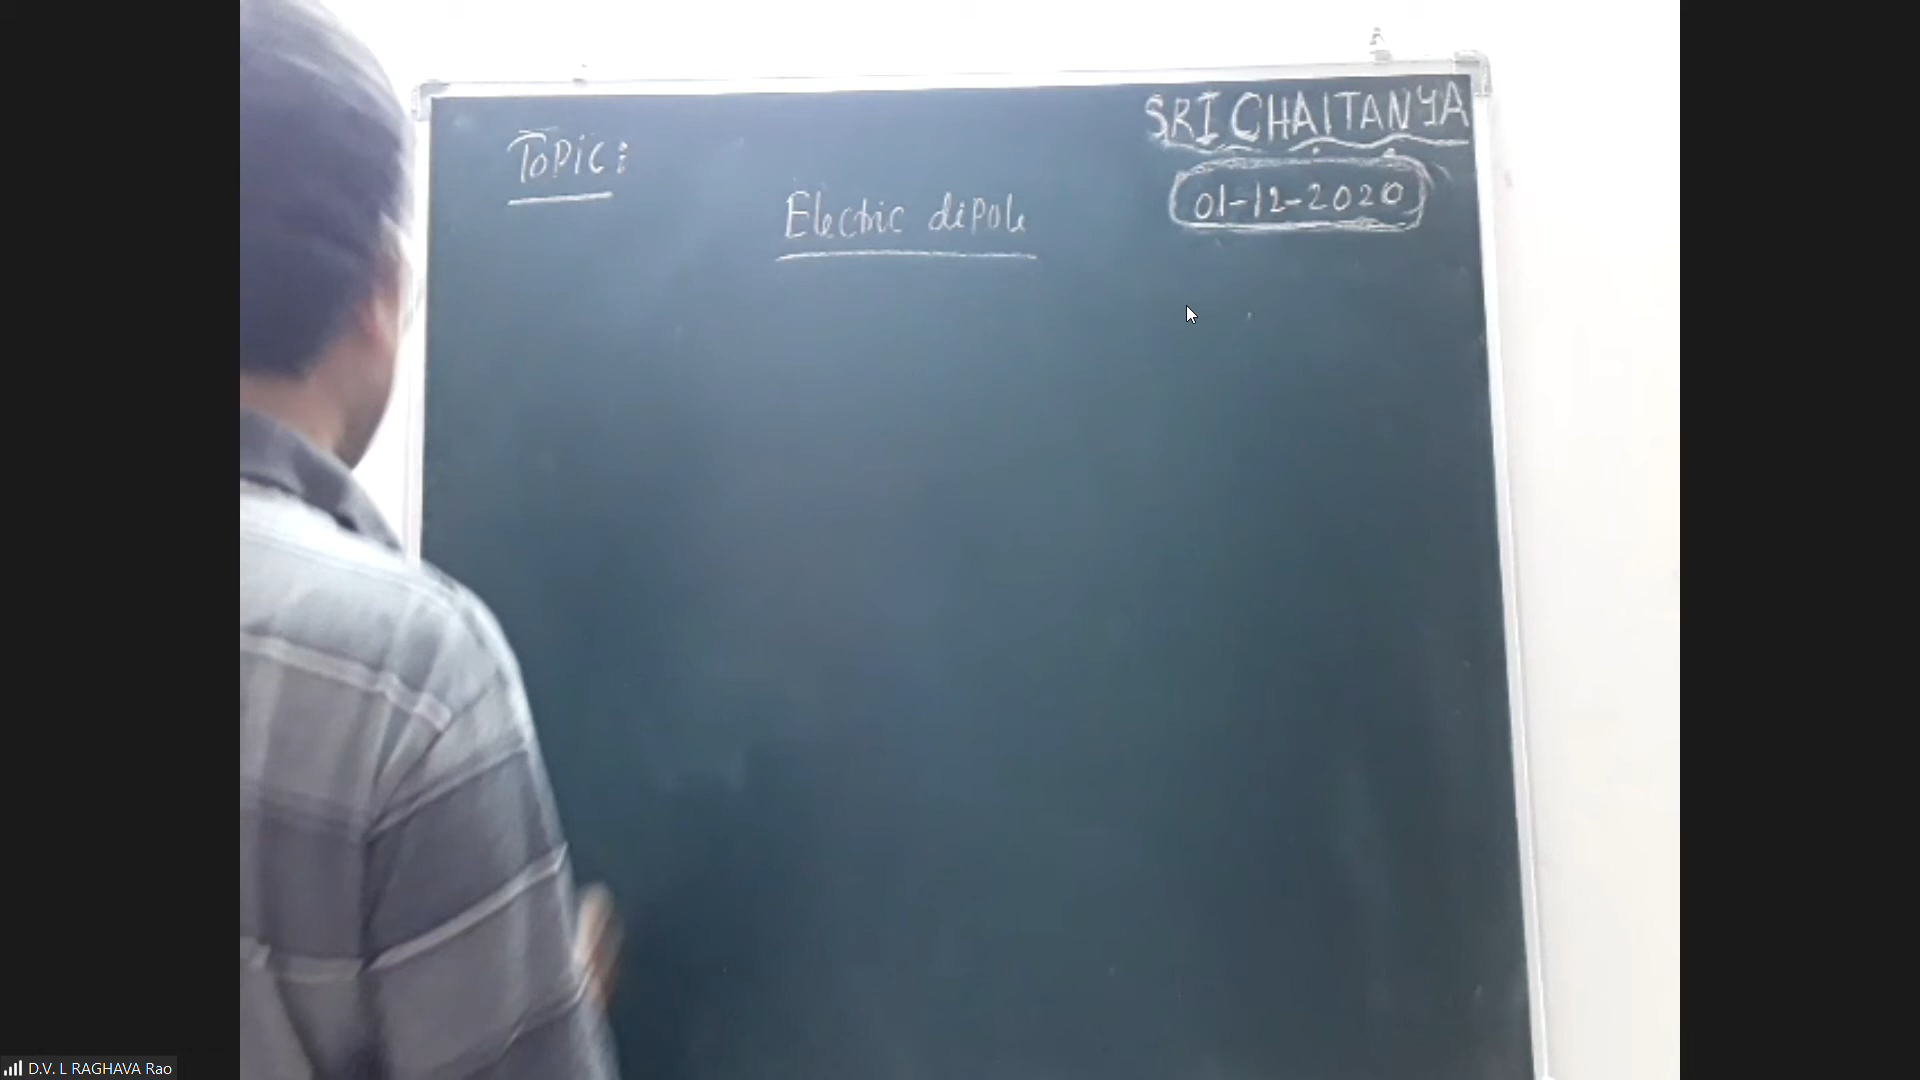 SRI CHAITANYA
Topic:
01-12-2020
Electric dipole
D.V. L RAGHAVA Rao